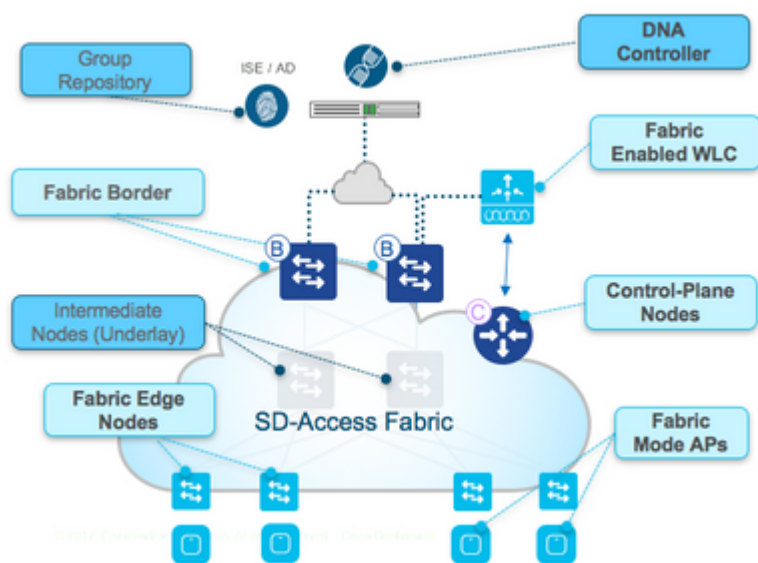 Group
Repository
ISE / AD
DNA
Controller
Fabric
Enabled WLC
Fabric Border
B
B
Intermediate
Nodes (Underlay)
C
Control-Plane
Nodes
Fabric Edge
Nodes
SD-Access Fabric
Fabric
Mode APs